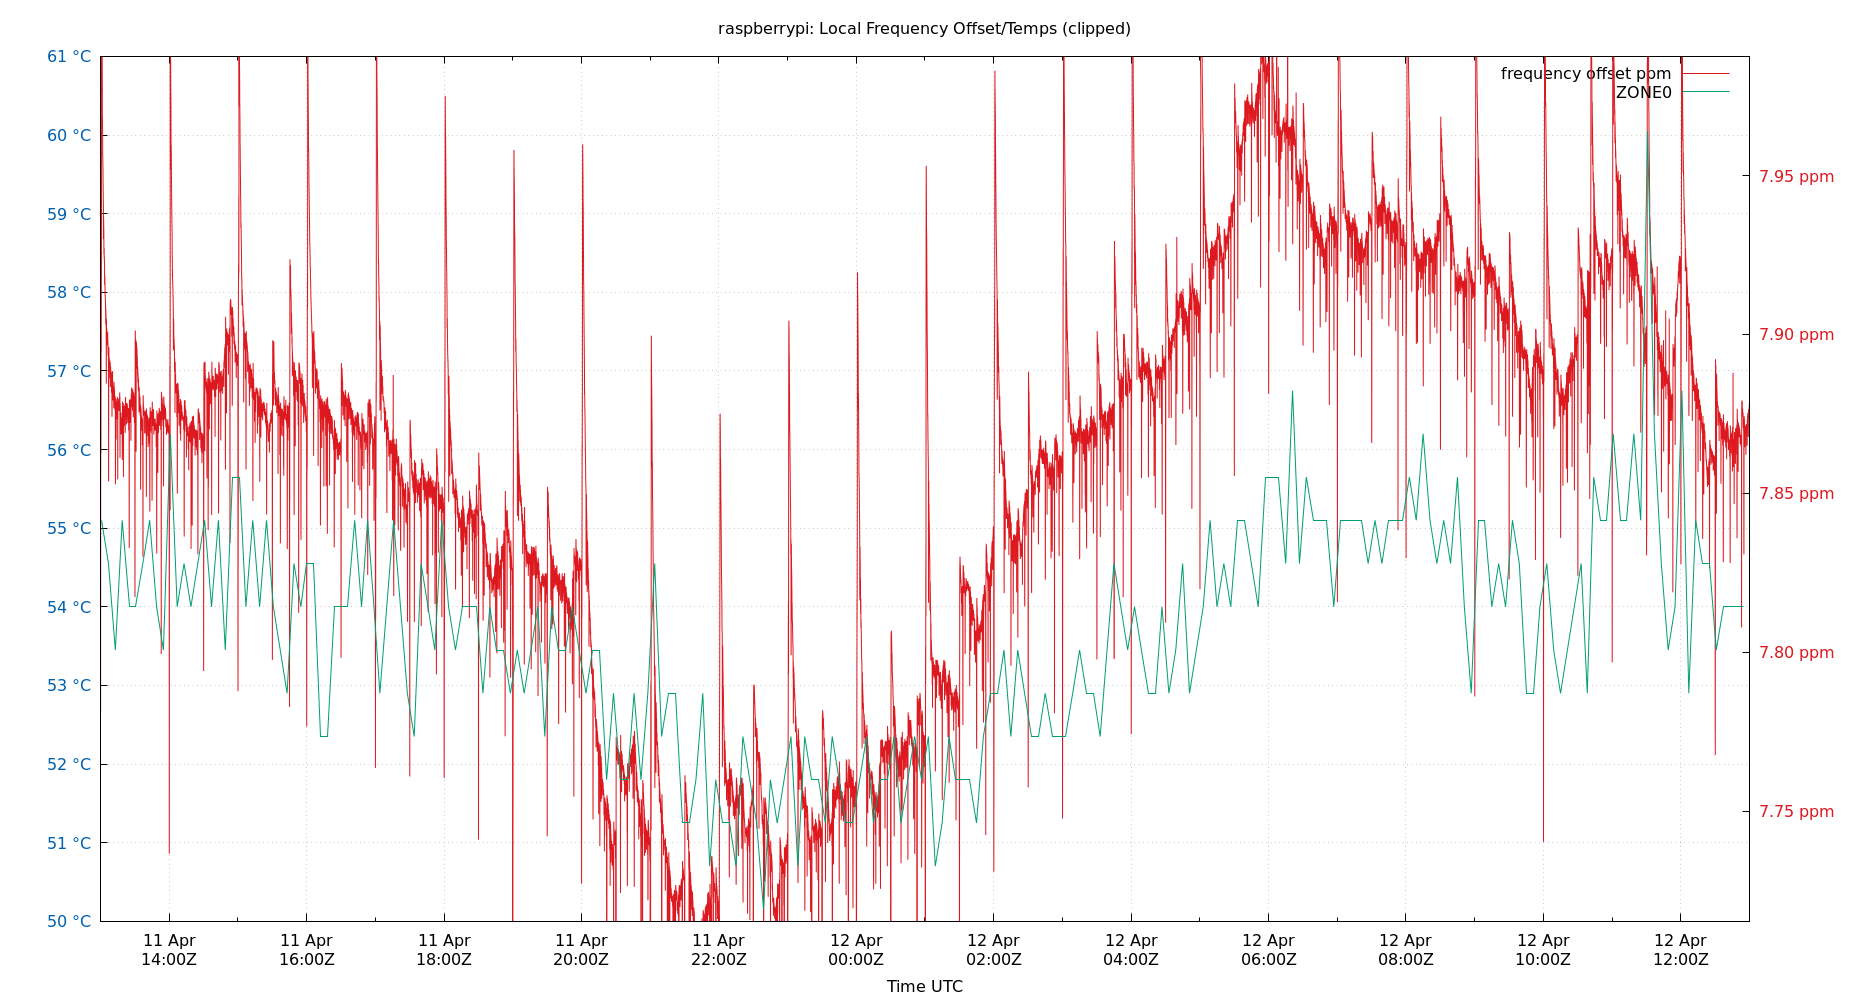 raspberrypi: Local Frequency Offset/Temps (clipped)
frequency offset ppm
ZONE0
61 °C
60 °C
59 °C
58 °C
57 °C
56 °C
55 °C
54 °C
53 °C
52 °C
51 °C
50 °C
7.95 ppm
7.90 ppm
7.85 ppm
7.80 ppm
7.75 ppm
11 Apr 11 Apr 11 Apr 11 Apr 11 Apr 12 Apr 12 Apr 12 Apr 12 Apr 12 Apr 12 Apr 12 Apr
14:00Z 16:00Z 18:00Z 20:00Z 22:00Z 00:00Z 02:00Z 04:00Z 06:00Z 08:00Z 10:00Z 12:00Z
Time UTC